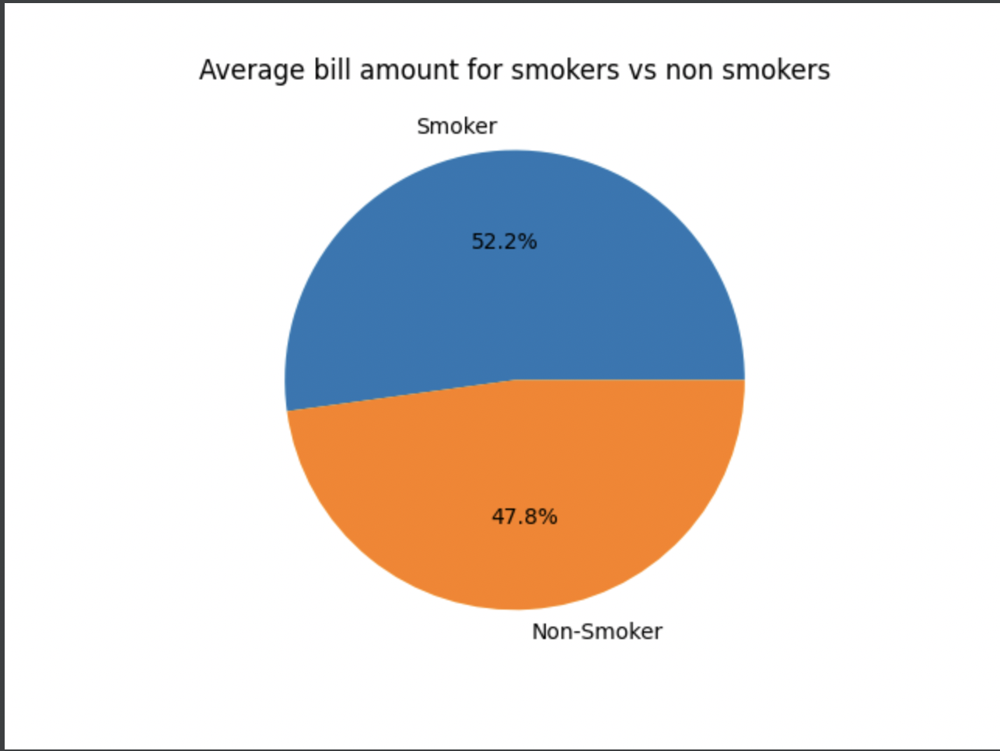 Average bill amount for smokers vs non smokers
Smoker
52.2%
47.8%
Non-Smoker